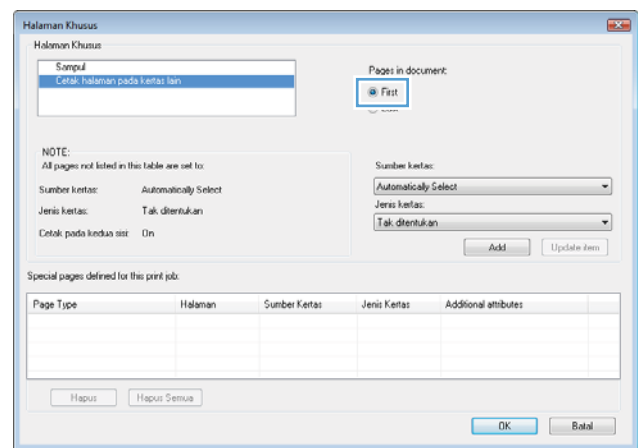 Halaman Khusus
Halaman Khusus
Sampul
Cetak halaman pada kertas lain
Pages in document:
First
NOTE:
All pages not listed in this table are set to:
Sumber kertas: Automatically Select
Jenis kertas: Tak ditentukan
Cetak pada kedua sisi: On
Sumber kertas:
Automatically Select
Jenis kertas:
Tak ditentukan
Add Update item
Special pages defined for this print job:
Page Type Halaman Sumber Kertas Jenis Kertas Additional attributes
Hapus Hapus Semua
OK Batal